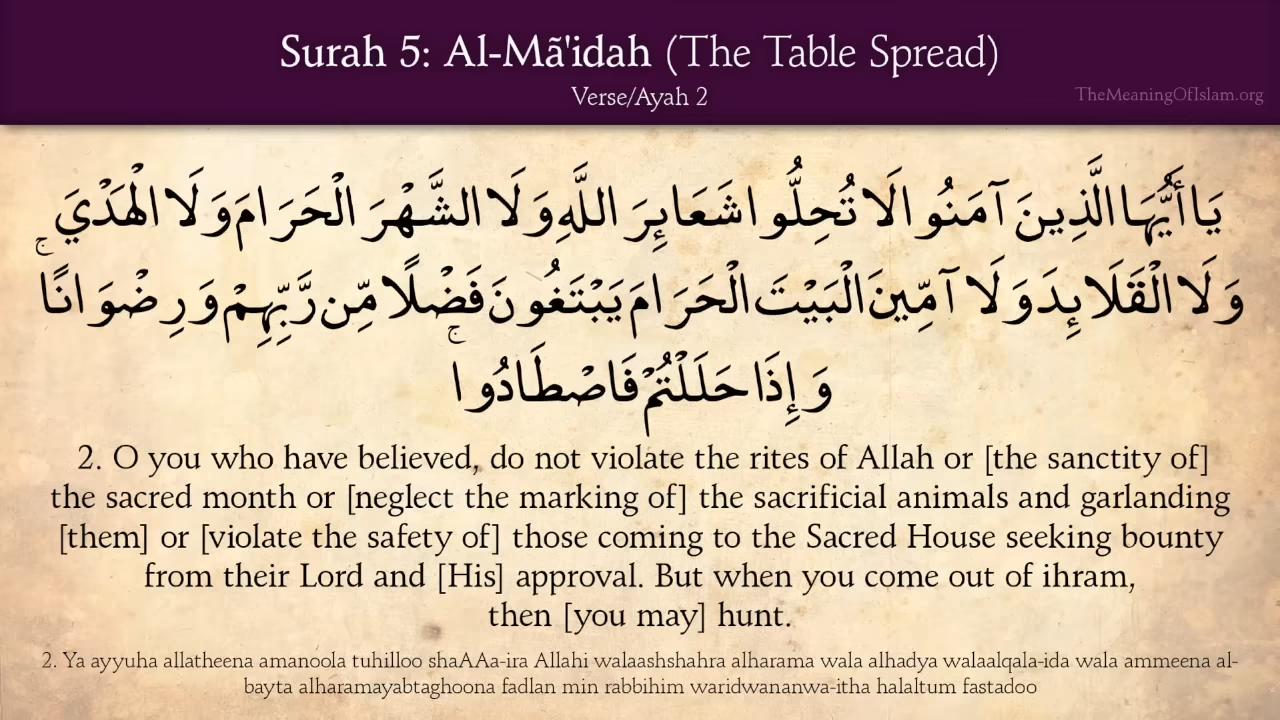 Surah 5: Al-Mã'idah (The Table Spread)
Verse/Ayah 2
TheMeaningOfIslam.org
يَا أَيُّهَا الَّذِينَ آمَنُوا لَا تُحِلُّوا شَعَائِرَ اللَّهِ وَلَا الشَّهْرَ الْحَرَامَ وَلَا الْهَدْيَ
وَلَا الْقَلَائِدَ وَلَا آمِّينَ الْبَيْتَ الْحَرَامَ يَبْتَغُونَ فَضْلًا مِّن رَّبِّهِمْ وَرِضْوَانًا ۚ
وَإِذَا حَلَلْتُمْ فَاصْطَادُوا ۚ
2. O you who have believed, do not violate the rites of Allah or [the sanctity of]
the sacred month or [neglect the marking of] the sacrificial animals and garlanding
[them] or [violate the safety of] those coming to the Sacred House seeking bounty
from their Lord and [His] approval. But when you come out of ihram,
then [you may] hunt.
2. Ya ayyuha allatheena amanoola tuhilloo shaAAa-ira Allahi walaashshahra alharama wala alhadya walaalqala-ida wala ammeena al-
bayta alharamayabtaghoona fadlan min rabbihim waridwananwa-itha halaltum fastadoo